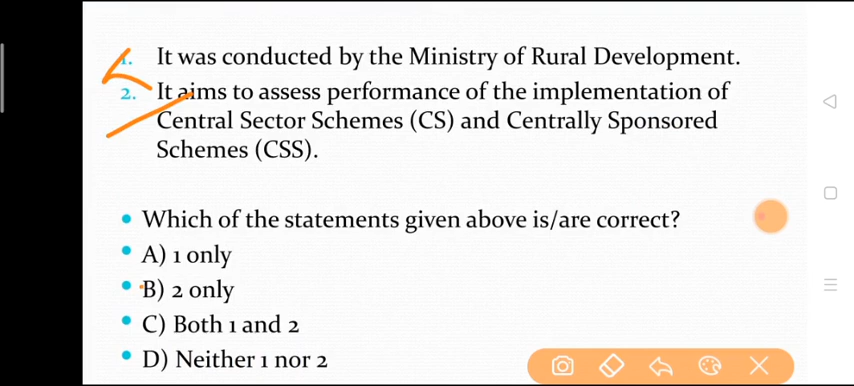 1. It was conducted by the Ministry of Rural Development.
2. It aims to assess performance of the implementation of
Central Sector Schemes (CS) and Centrally Sponsored
Schemes (CSS).
• Which of the statements given above is/are correct?
• A) 1 only
• B) 2 only
• C) Both 1 and 2
• D) Neither 1 nor 2